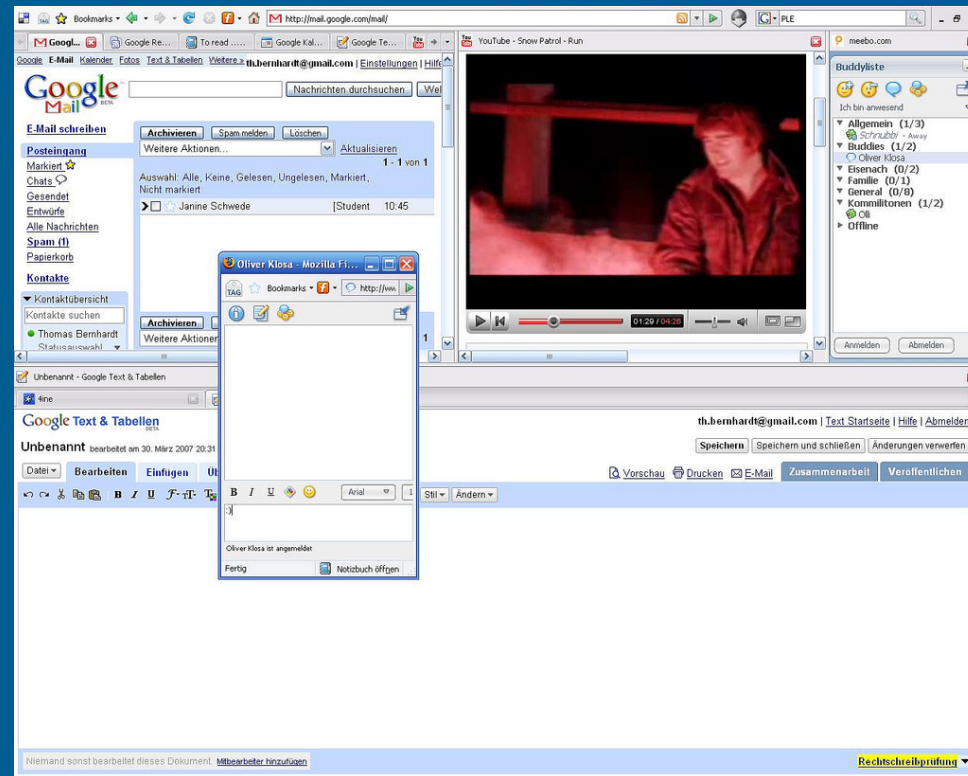 Bookmarks
http://mail.google.com/mail/
PLE
Googl...
Google Re...
To read .....
Google Kal...
Google Te...
YouTube - Snow Patrol - Run
meebo.com
Google E-Mail Kalender Fotos Text & Tabellen Weitere » th.bernhardt@gmail.com | Einstellungen | Hilfe
Google Mail BETA
Nachrichten durchsuchen
E-Mail schreiben
Posteingang
Markiert
Chats
Gesendet
Entwürfe
Alle Nachrichten
Spam (1)
Papierkorb
Kontakte
Kontaktübersicht
Kontakte suchen
Thomas Bernhardt
Statusauswahl
Archivieren Spam melden Löschen
Weitere Aktionen... Aktualisieren
1 - 1 von 1
Auswahl: Alle, Keine, Gelesen, Ungelesen, Markiert,
Nicht markiert
Janine Schwede [Student 10:45
Archivieren
Weitere Aktionen
1
01:29 / 04:26
Buddyliste
Ich bin anwesend
Allgemein (1/3)
Schnubbi - Away
Buddies (1/2)
Oliver Klosa
Eisenach (0/2)
Familie (0/1)
General (0/8)
Kommilitonen (1/2)
Olli
Offline
Anmelden Abmelden
Oliver Klosa - Mozilla Fi...
TAG Bookmarks http://ww
B I U Arial 1
:)
Oliver Klosa ist angemeldet
Fertig Notizbuch öffnen
Unbenannt - Google Text & Tabellen
4ine
Google Text & Tabellen BETA
th.bernhardt@gmail.com | Text Startseite | Hilfe | Abmelden
Unbenannt bearbeitet am 30. März 2007 20:31
Speichern Speichern und schließen Änderungen verwerfen
Datei Bearbeiten Einfügen Üb
Vorschau Drucken E-Mail Zusammenarbeit Veröffentlichen
B I U Stil Ändern
Niemand sonst bearbeitet dieses Dokument. Mitbearbeiter hinzufügen
Rechtschreibprüfung